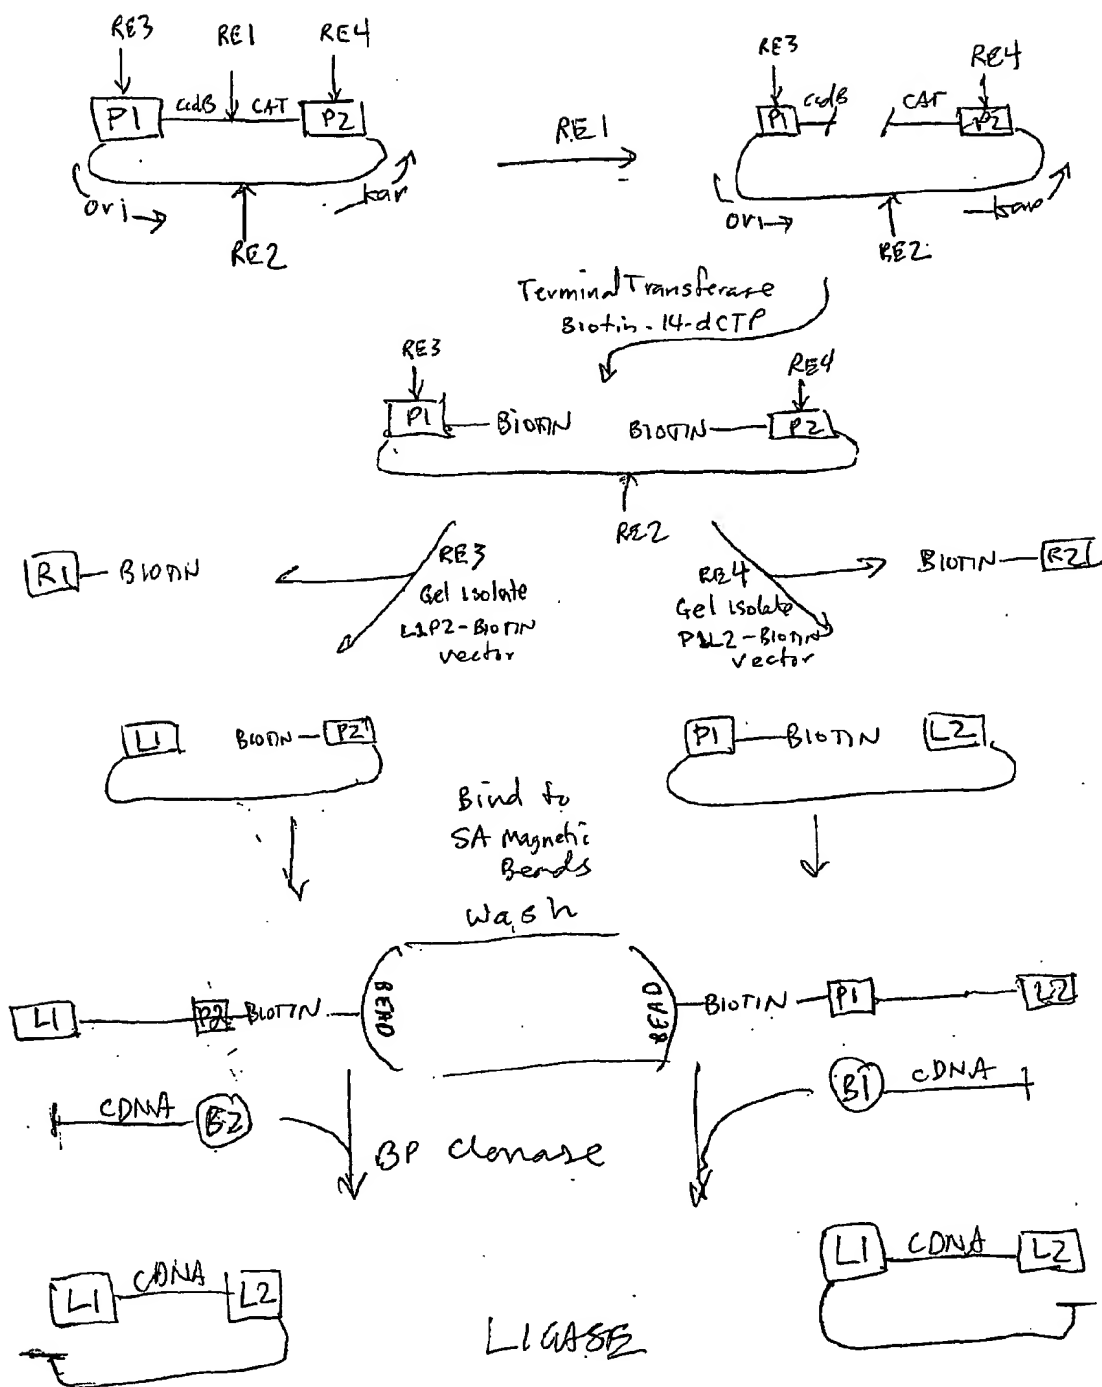 RE3 RE1 RE4
P1 ccdB CAT P2
ori kar
RE2
RE1
RE3 RE4
P1 ccdB CAT P2
ori kan
RE2
Terminal Transferase
Biotin-14-dCTP
RE3 RE4
P1 BIOTIN BIOTIN P2
RE2
R1 BIOTIN
RE3
Gel isolate
L1P2-Biotin
vector
RE4
Gel isolate
P1L2-Biotin
vector
BIOTIN R2
L1 BIOTIN P2
P1 BIOTIN L2
Bind to
SA Magnetic
Beads
Wash
L1 P2 BIOTIN BEAD
BEAD BIOTIN P1 L2
CDNA B2
B1 CDNA
BP Clonase
L1 CDNA L2
L1 CDNA L2
LIGASE